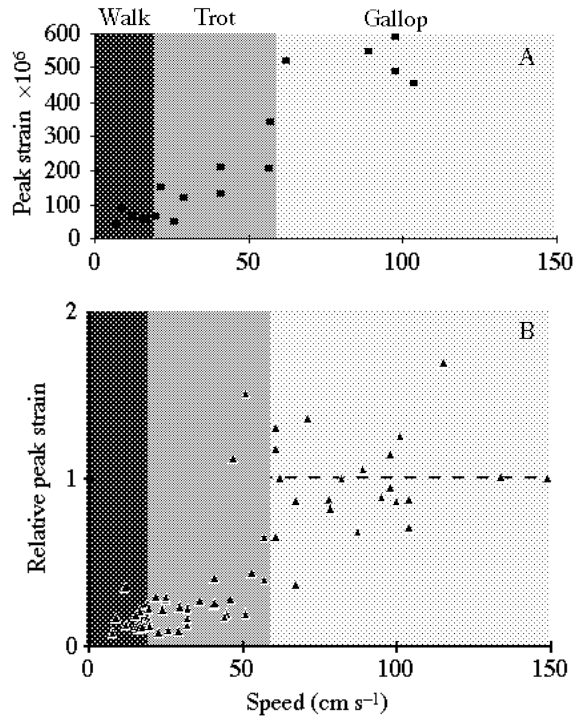 Walk Trot Gallop
600
500
400
300
200
100
0
Peak strain ×10⁶
A
0 50 100 150
2
1
0
Relative peak strain
B
0 50 100 150
Speed (cm s⁻¹)